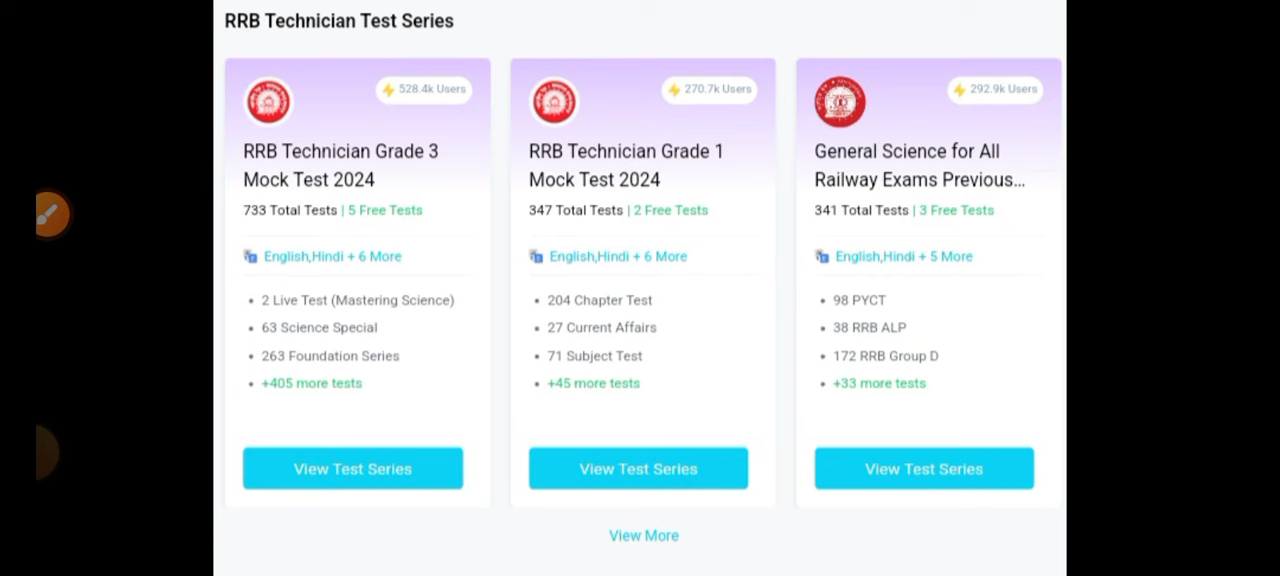 RRB Technician Test Series
528.4k Users
RRB Technician Grade 3
Mock Test 2024
733 Total Tests | 5 Free Tests
English,Hindi + 6 More
2 Live Test (Mastering Science)
63 Science Special
263 Foundation Series
+405 more tests
View Test Series
270.7k Users
RRB Technician Grade 1
Mock Test 2024
347 Total Tests | 2 Free Tests
English,Hindi + 6 More
204 Chapter Test
27 Current Affairs
71 Subject Test
+45 more tests
View Test Series
292.9k Users
General Science for All
Railway Exams Previous...
341 Total Tests | 3 Free Tests
English,Hindi + 5 More
98 PYCT
38 RRB ALP
172 RRB Group D
+33 more tests
View Test Series
View More